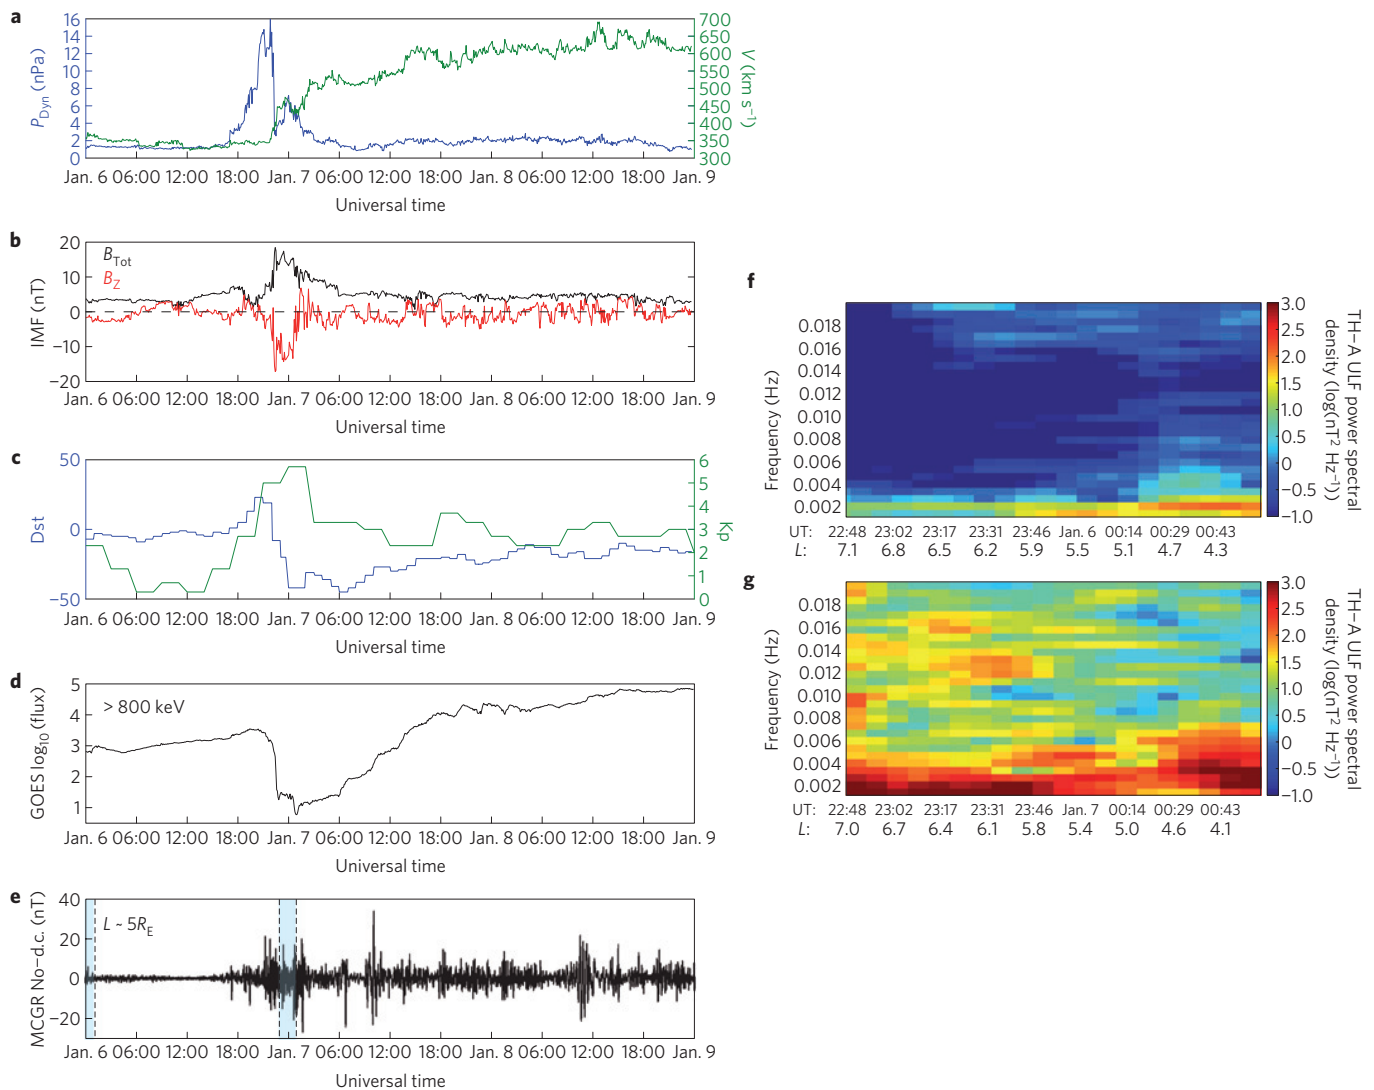 a
16
14
12
10
8
6
4
2
0
P_Dyn (nPa)
700
650
600
550
500
450
400
350
300
V (km s⁻¹)
Jan. 6 06:00 12:00 18:00 Jan. 7 06:00 12:00 18:00 Jan. 8 06:00 12:00 18:00 Jan. 9
Universal time
b
20
10
0
−10
−20
IMF (nT)
B_Tot
B_Z
Jan. 6 06:00 12:00 18:00 Jan. 7 06:00 12:00 18:00 Jan. 8 06:00 12:00 18:00 Jan. 9
Universal time
c
50
0
−50
Dst
6
5
4
3
2
1
0
Kp
Jan. 6 06:00 12:00 18:00 Jan. 7 06:00 12:00 18:00 Jan. 8 06:00 12:00 18:00 Jan. 9
Universal time
d
5
4
3
2
1
GOES log₁₀ (flux)
> 800 keV
Jan. 6 06:00 12:00 18:00 Jan. 7 06:00 12:00 18:00 Jan. 8 06:00 12:00 18:00 Jan. 9
Universal time
e
40
20
0
−20
MCGR No−d.c. (nT)
L ~ 5R_E
Jan. 6 06:00 12:00 18:00 Jan. 7 06:00 12:00 18:00 Jan. 8 06:00 12:00 18:00 Jan. 9
Universal time
f
0.018
0.016
0.014
0.012
0.010
0.008
0.006
0.004
0.002
Frequency (Hz)
3.0
2.5
2.0
1.5
1.0
0.5
0
−0.5
−1.0
TH−A ULF power spectral
density (log(nT² Hz⁻¹))
UT: 22:48 23:02 23:17 23:31 23:46 Jan. 6 00:14 00:29 00:43
L: 7.1 6.8 6.5 6.2 5.9 5.5 5.1 4.7 4.3
g
0.018
0.016
0.014
0.012
0.010
0.008
0.006
0.004
0.002
Frequency (Hz)
3.0
2.5
2.0
1.5
1.0
0.5
0
−0.5
−1.0
TH−A ULF power spectral
density (log(nT² Hz⁻¹))
UT: 22:48 23:02 23:17 23:31 23:46 Jan. 7 00:14 00:29 00:43
L: 7.0 6.7 6.4 6.1 5.8 5.4 5.0 4.6 4.1